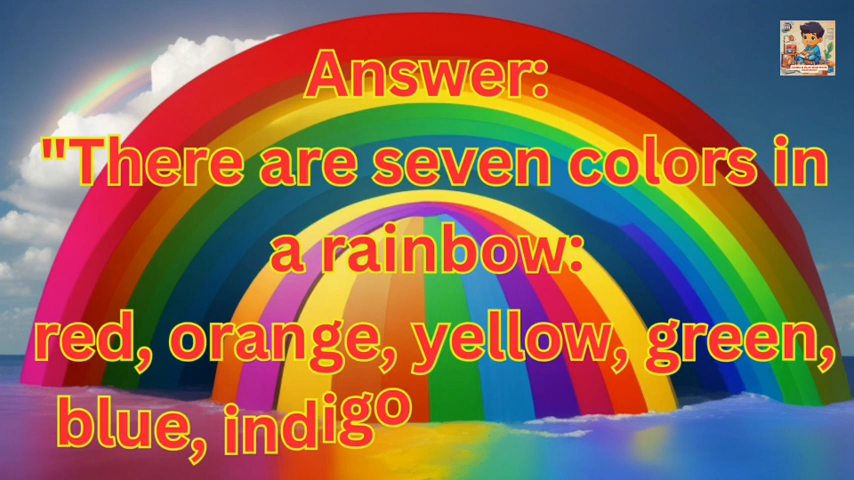 Answer:
"There are seven colors in
a rainbow:
red, orange, yellow, green,
blue, indigo